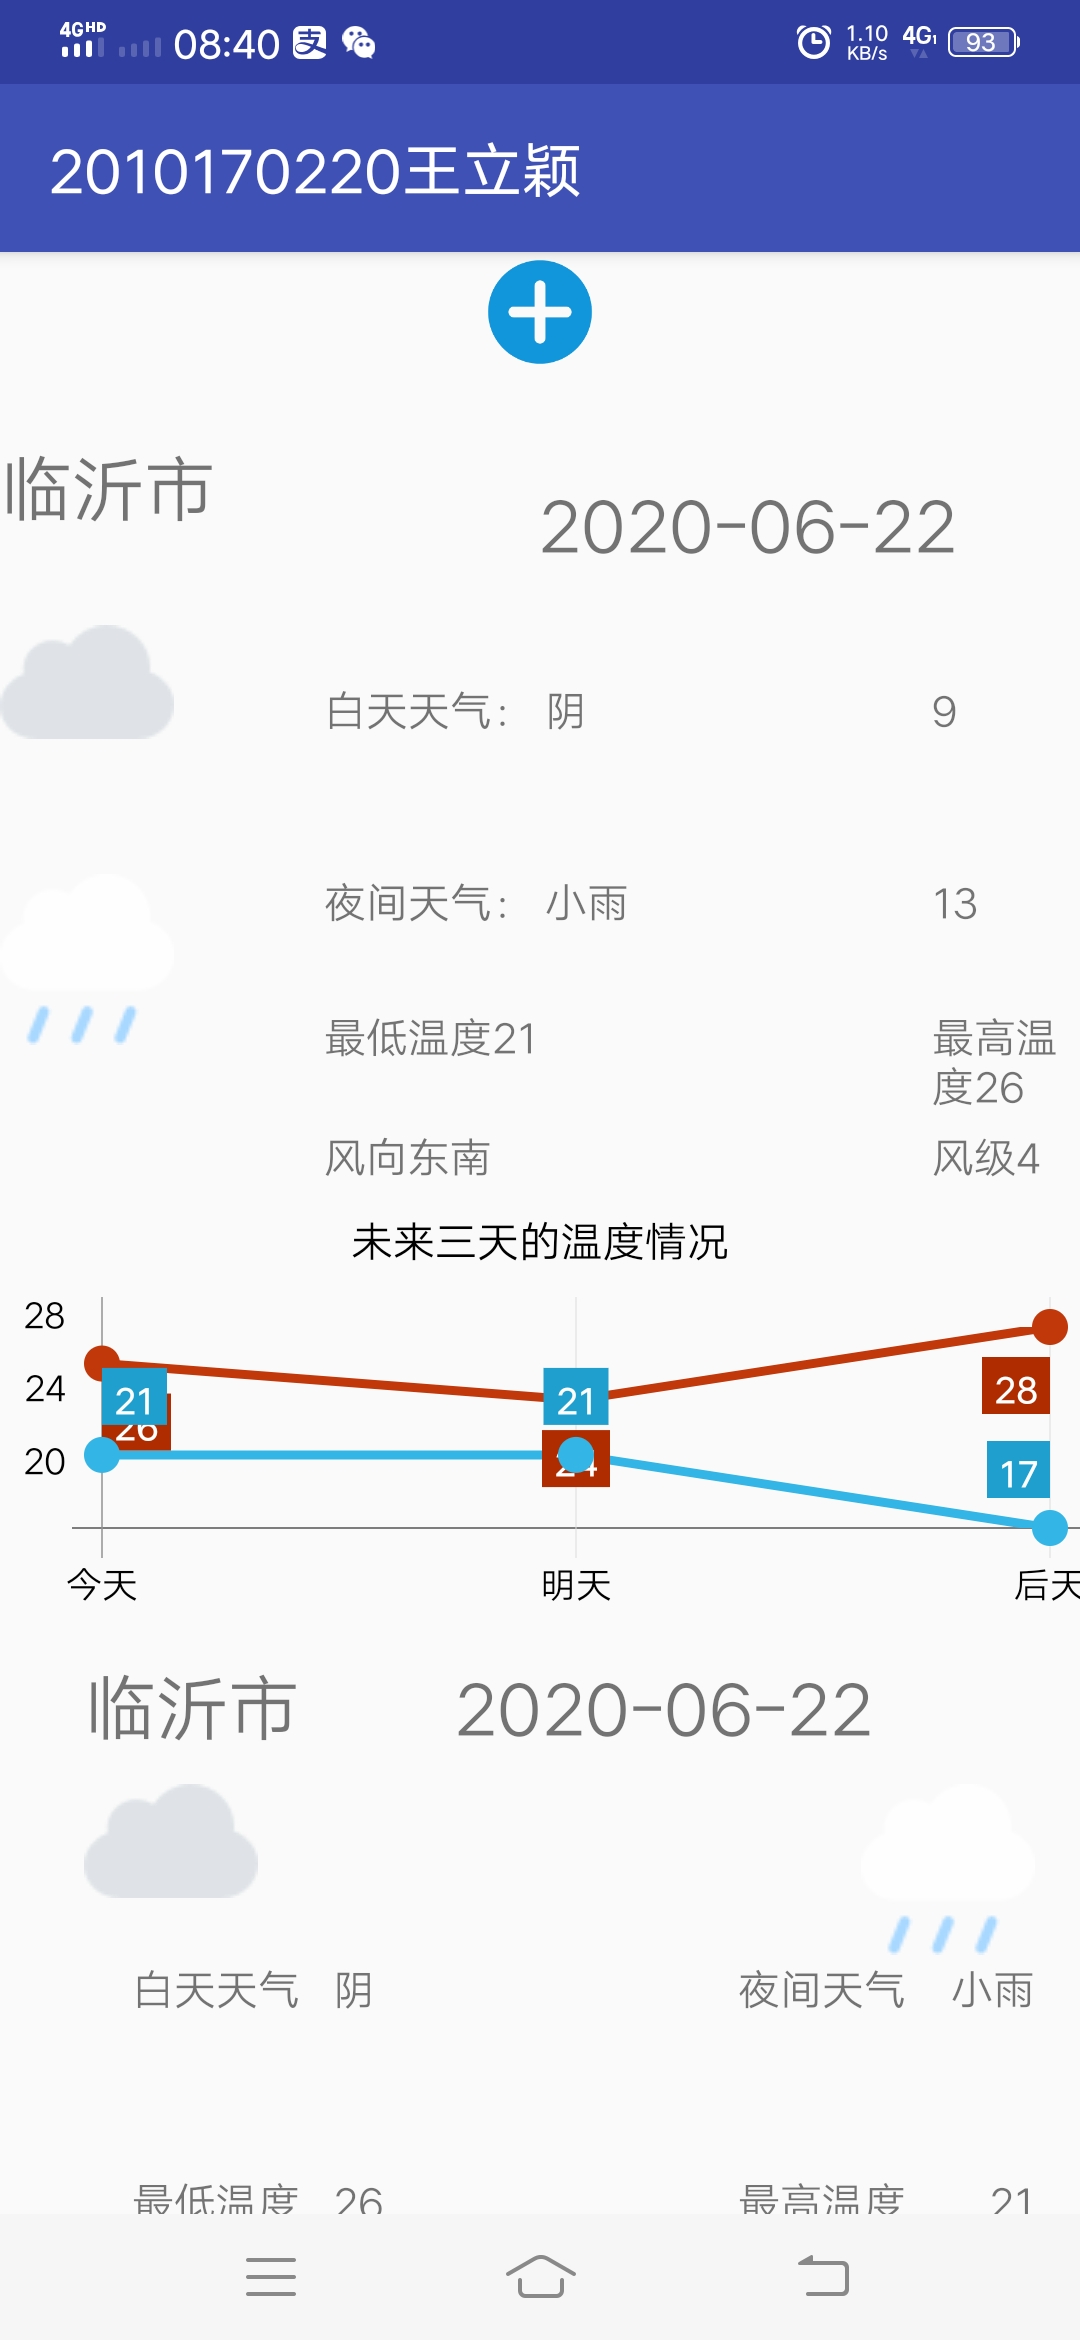 4G HD 08:40 支 1.10 KB/s 4G 1 93
2010170220王立颖
临沂市
2020-06-22
白天天气: 阴 9
夜间天气: 小雨 13
最低温度21 最高温
度26
风向东南 风级4
未来三天的温度情况
28
24
20
21
26
21
24
28
17
今天 明天 后天
临沂市 2020-06-22
白天天气 阴 夜间天气 小雨
最低温度 26 最高温度 21